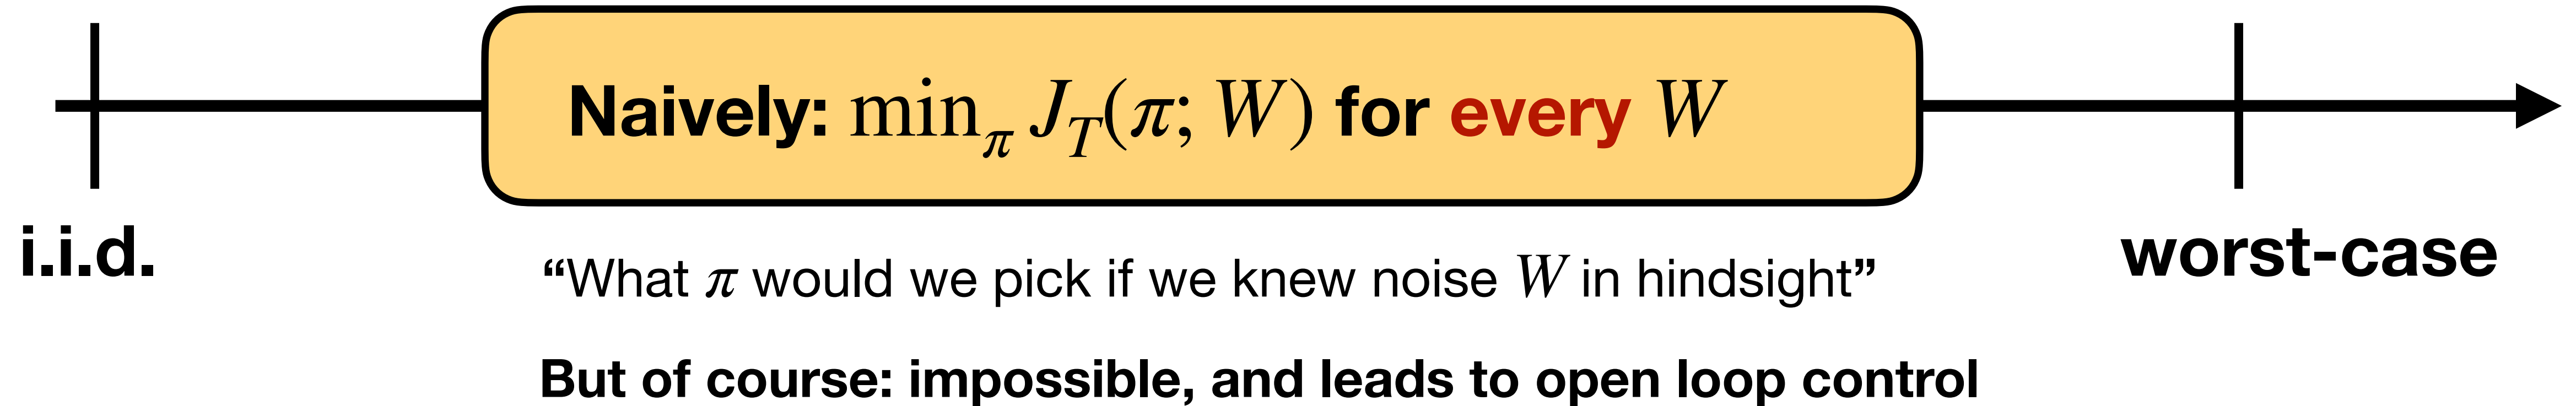 Naively: min_π J_T(π; W) for every W
i.i.d.
worst-case
“What π would we pick if we knew noise W in hindsight”
But of course: impossible, and leads to open loop control